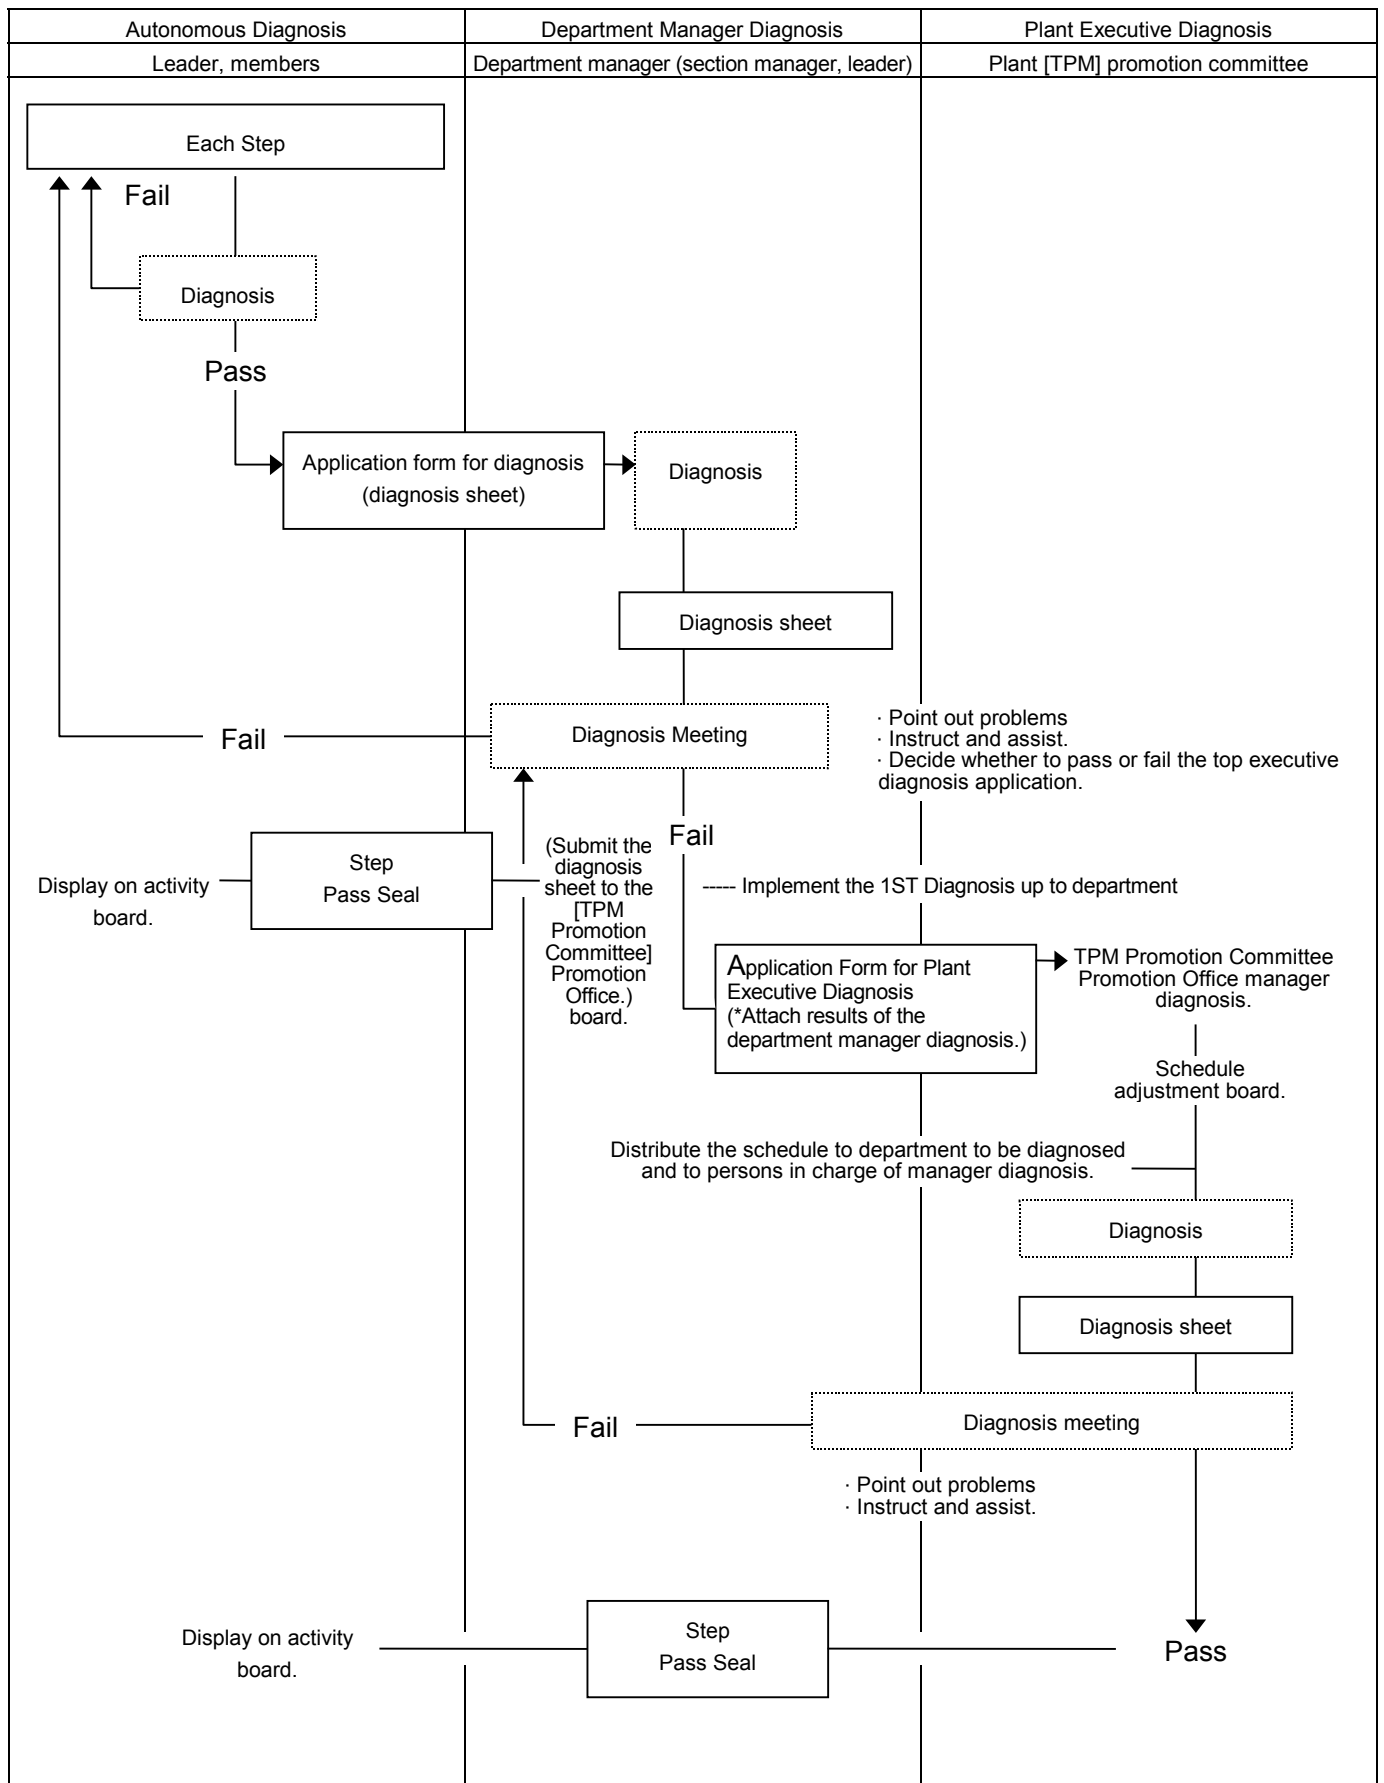 Autonomous Diagnosis
Department Manager Diagnosis
Plant Executive Diagnosis
Leader, members
Department manager (section manager, leader)
Plant [TPM] promotion committee
Each Step
Fail
Diagnosis
Pass
Application form for diagnosis
(diagnosis sheet)
Diagnosis
Diagnosis sheet
Fail
Diagnosis Meeting
· Point out problems
· Instruct and assist.
· Decide whether to pass or fail the top executive
diagnosis application.
Fail
Display on activity
board.
Step
Pass Seal
(Submit the
diagnosis
sheet to the
[TPM
Promotion
Committee]
Promotion
Office.)
board.
----- Implement the 1ST Diagnosis up to department
Application Form for Plant
Executive Diagnosis
(*Attach results of the
department manager diagnosis.)
TPM Promotion Committee
Promotion Office manager
diagnosis.
Schedule
adjustment board.
Distribute the schedule to department to be diagnosed
and to persons in charge of manager diagnosis.
Diagnosis
Diagnosis sheet
Fail
Diagnosis meeting
· Point out problems
· Instruct and assist.
Display on activity
board.
Step
Pass Seal
Pass